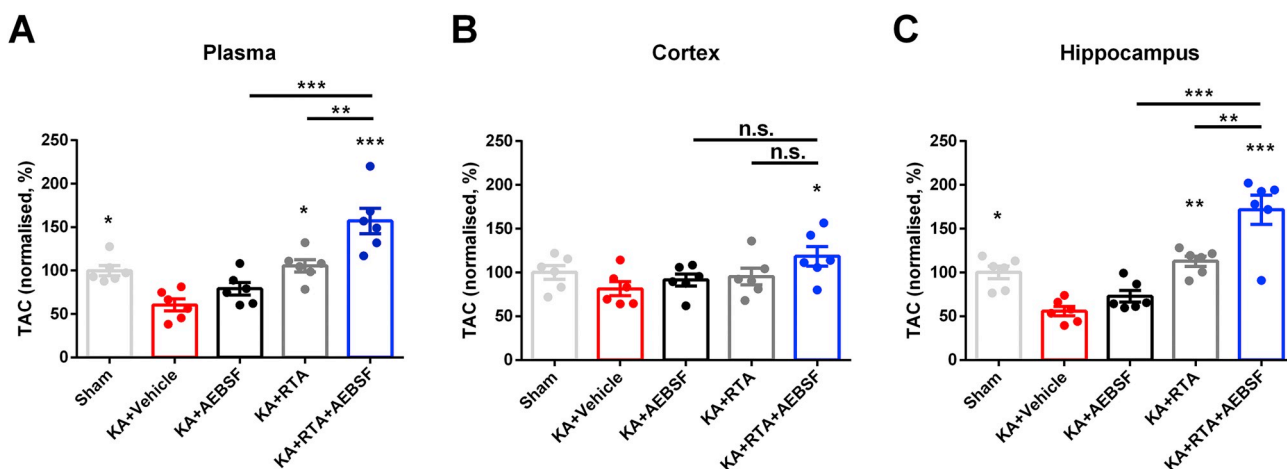 A
Plasma
***
**
***
*
*
250
200
150
100
50
0
TAC (normalised, %)
Sham
KA+Vehicle
KA+AEBSF
KA+RTA
KA+RTA+AEBSF
B
Cortex
n.s.
n.s.
*
250
200
150
100
50
0
TAC (normalised, %)
Sham
KA+Vehicle
KA+AEBSF
KA+RTA
KA+RTA+AEBSF
C
Hippocampus
***
**
***
**
*
250
200
150
100
50
0
TAC (normalised, %)
Sham
KA+Vehicle
KA+AEBSF
KA+RTA
KA+RTA+AEBSF